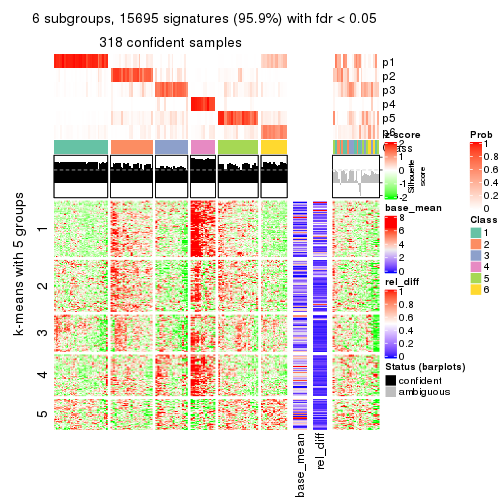 6 subgroups, 15695 signatures (95.9%) with fdr < 0.05
318 confident samples
p1
p2
p3
p4
p5
p6
Class
Silhouette
score
k-means with 5 groups
1
2
3
4
5
base_mean
rel_diff
z-score
2
1
0
-1
-2
base_mean
8
6
4
2
0
rel_diff
1
0.8
0.6
0.4
0.2
0
Status (barplots)
confident
ambiguous
Prob
1
0.8
0.6
0.4
0.2
0
Class
1
2
3
4
5
6